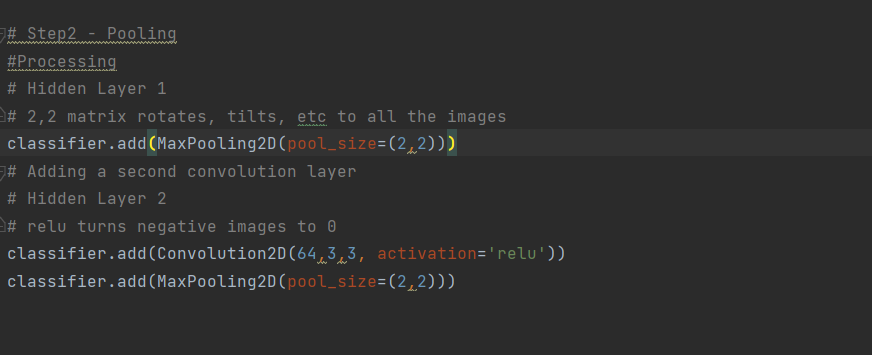 # Step2 - Pooling
#Processing
# Hidden Layer 1
# 2,2 matrix rotates, tilts, etc to all the images
classifier.add(MaxPooling2D(pool_size=(2,2)))
# Adding a second convolution layer
# Hidden Layer 2
# relu turns negative images to 0
classifier.add(Convolution2D(64,3,3, activation='relu'))
classifier.add(MaxPooling2D(pool_size=(2,2)))